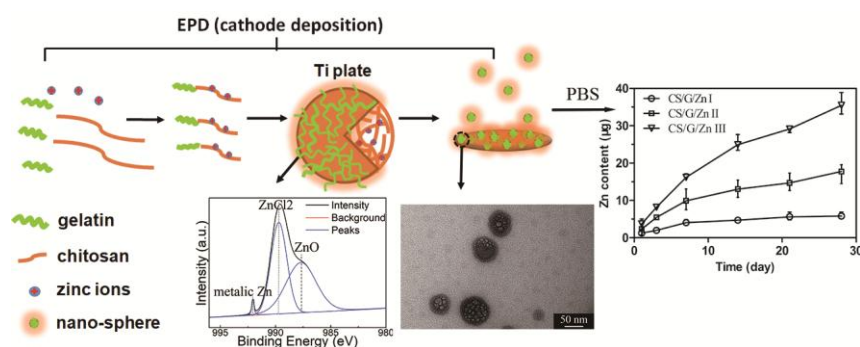 EPD (cathode deposition)
Ti plate
PBS
gelatin
chitosan
zinc ions
nano-sphere
ZnCl2
Intensity
Background
Peaks
ZnO
metalic Zn
Intensity (a.u.)
995
990
985
980
Binding Energy (eV)
50 nm
Zn content (μg)
40
30
20
10
0
CS/G/Zn I
CS/G/Zn II
CS/G/Zn III
0
10
20
30
Time (day)